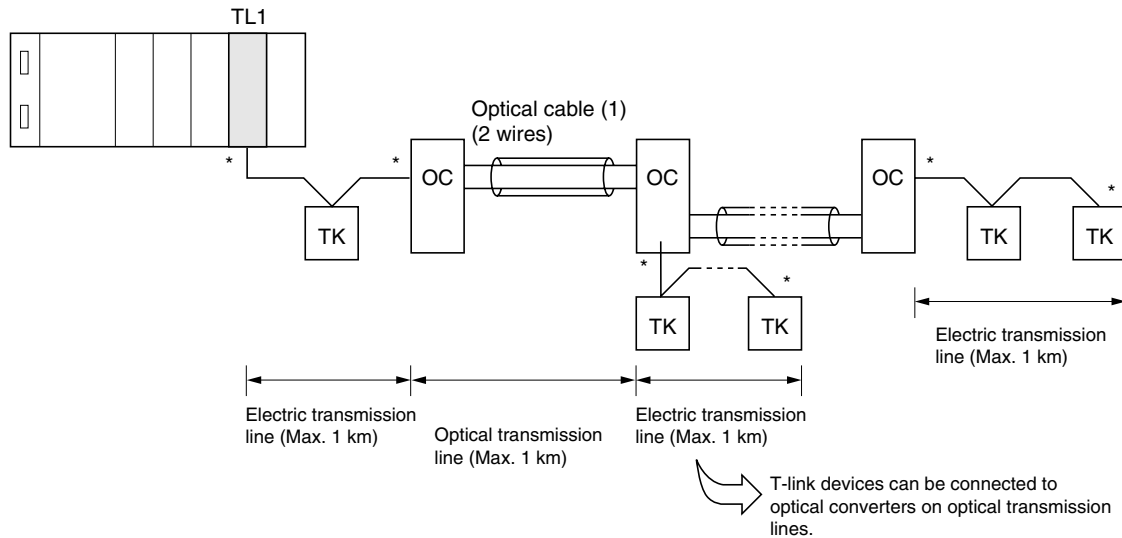 TL1
Optical cable (1)
(2 wires)
*
*
OC
OC
OC
*
*
TK
TK
TK
*
*
TK
TK
Electric transmission
line (Max. 1 km)
Electric transmission
line (Max. 1 km)
Optical transmission
line (Max. 1 km)
Electric transmission
line (Max. 1 km)
T-link devices can be connected to
optical converters on optical transmission
lines.